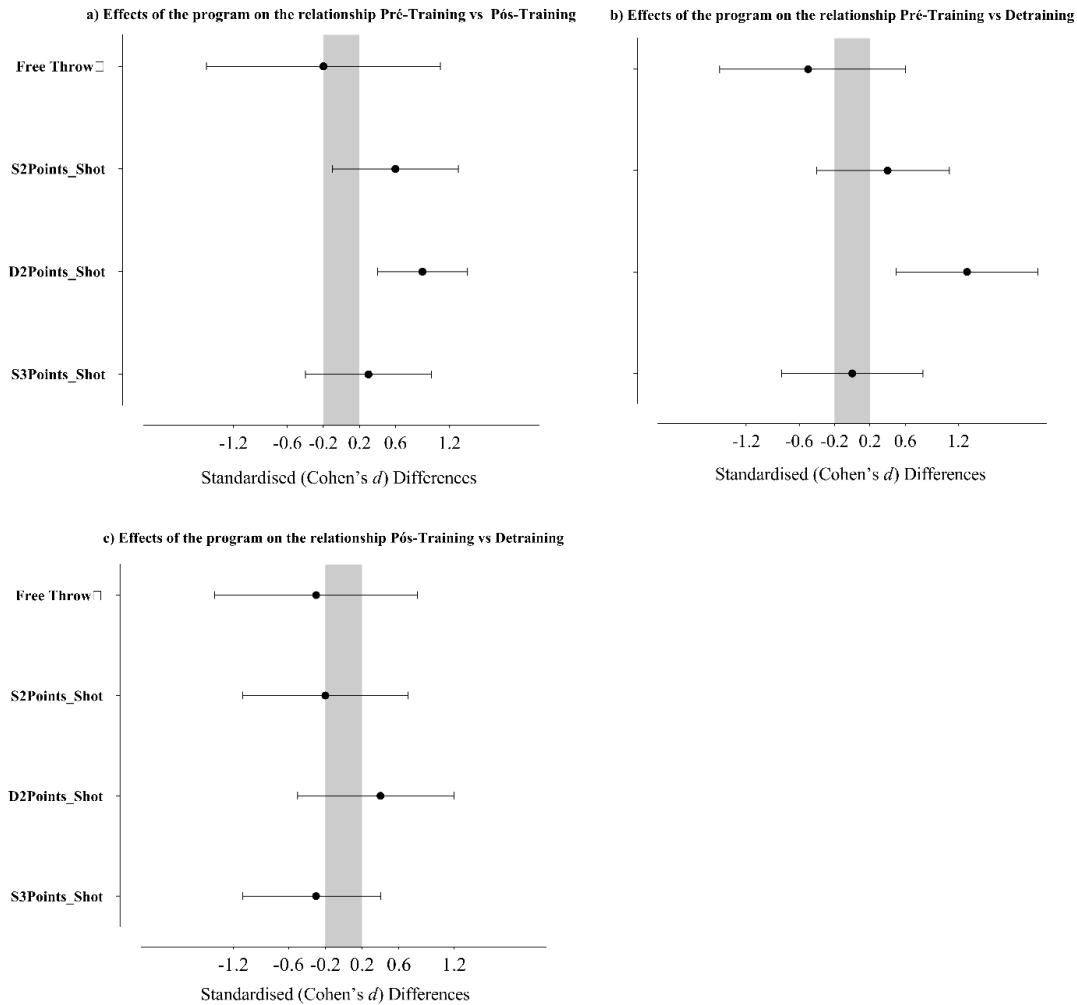 a) Effects of the program on the relationship Pré-Training vs Pós-Training
Free Throw□
S2Points_Shot
D2Points_Shot
S3Points_Shot
-1.2 -0.6 -0.2 0.2 0.6 1.2
Standardised (Cohen's d) Differences
b) Effects of the program on the relationship Pré-Training vs Detraining
-1.2 -0.6 -0.2 0.2 0.6 1.2
Standardised (Cohen's d) Differences
c) Effects of the program on the relationship Pós-Training vs Detraining
Free Throw□
S2Points_Shot
D2Points_Shot
S3Points_Shot
-1.2 -0.6 -0.2 0.2 0.6 1.2
Standardised (Cohen's d) Differences